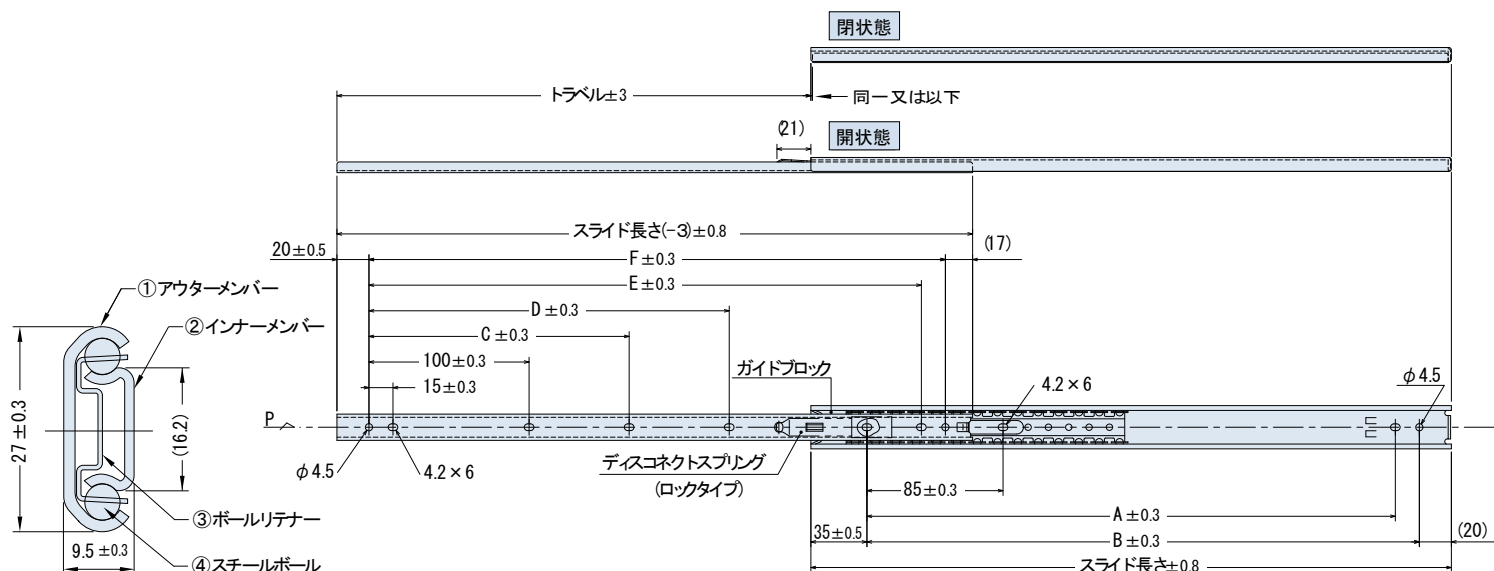 閉状態
トラベル±3
同一又は以下
(21)
開状態
スライド長さ(-3)±0.8
20±0.5
F±0.3
(17)
E±0.3
D±0.3
C±0.3
100±0.3
15±0.3
ガイドブロック
4.2×6
φ4.5
P
φ4.5
4.2×6
ディスコネクトスプリング
(ロックタイプ)
85±0.3
A±0.3
35±0.5
B±0.3
(20)
スライド長さ±0.8
①アウターメンバー
②インナーメンバー
27±0.3
(16.2)
③ボールリテナー
9.5±0.3
④スチールボール